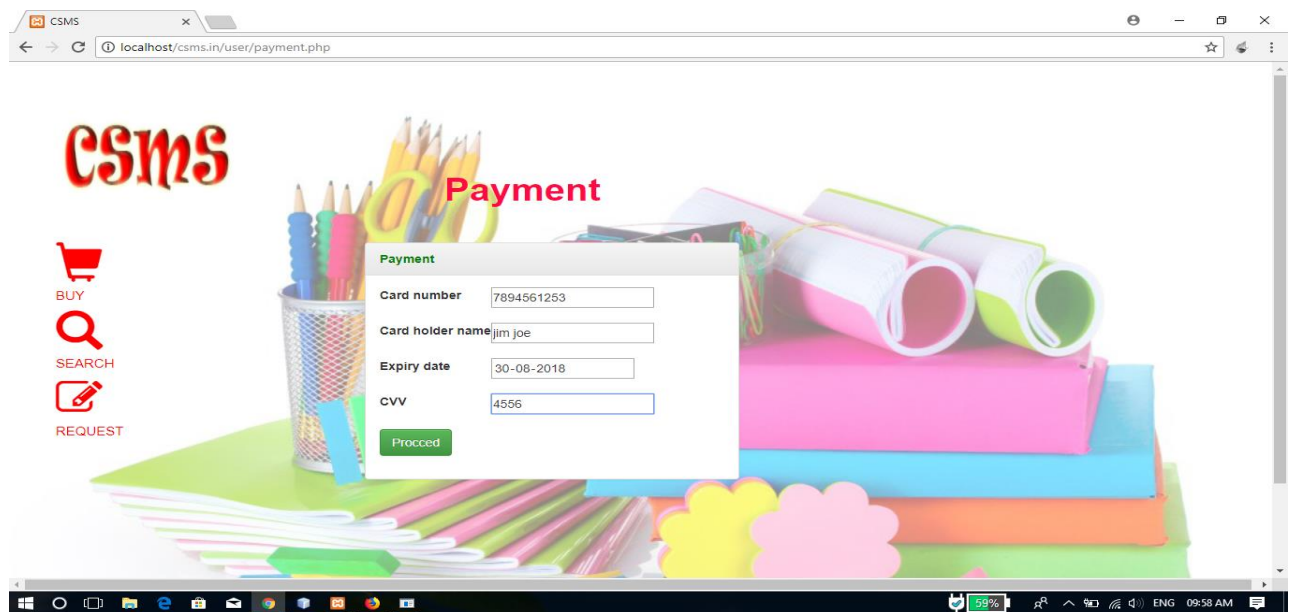 CSMS
localhost/csms.in/user/payment.php
CSMS
Payment
BUY
SEARCH
REQUEST
Payment
Card number 7894561253
Card holder name jim joe
Expiry date 30-08-2018
CVV 4556
Procced
59% ENG 09:58 AM